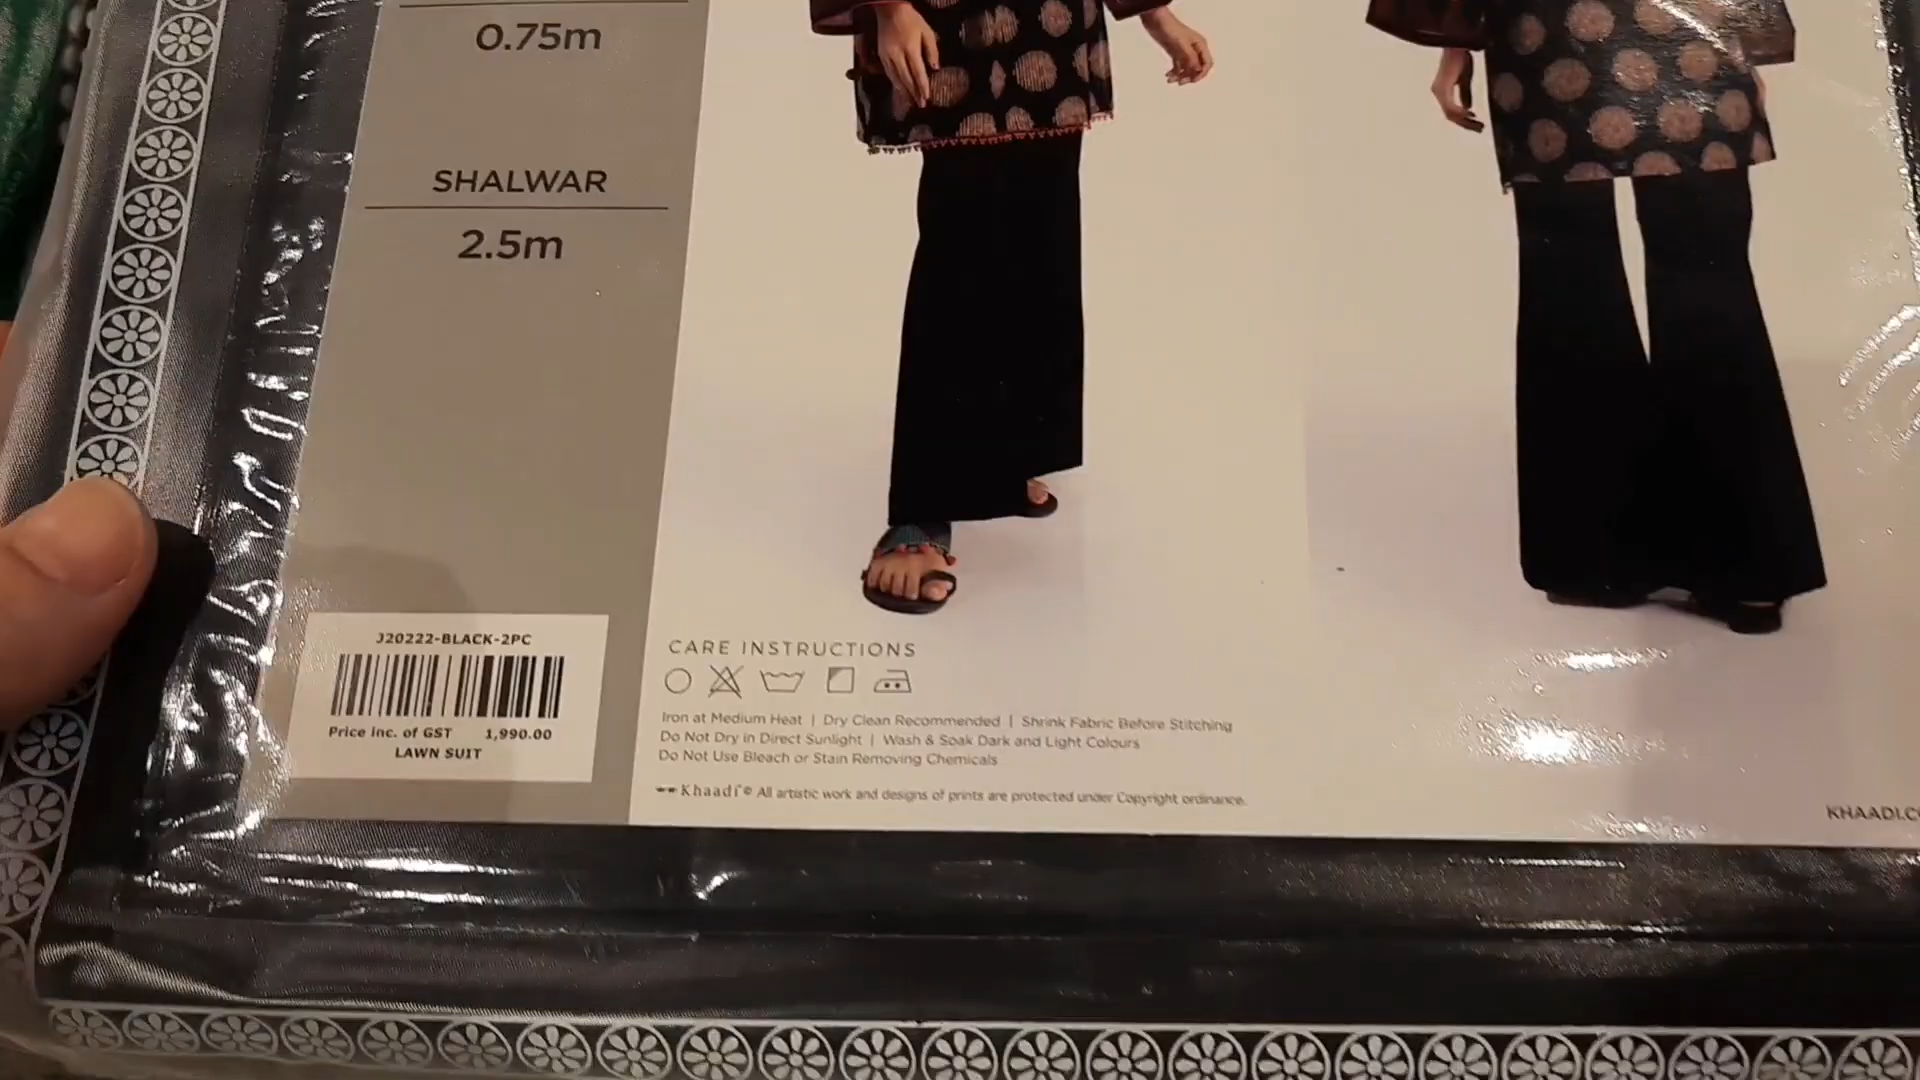 0.75m
SHALWAR
2.5m
J20222-BLACK-2PC
Price inc. of GST 1,990.00
LAWN SUIT
CARE INSTRUCTIONS
Iron at Medium Heat | Dry Clean Recommended | Shrink Fabric Before Stitching
Do Not Dry in Direct Sunlight | Wash & Soak Dark and Light Colours
Do Not Use Bleach or Stain Removing Chemicals
Khaadi® All artistic work and designs of prints are protected under Copyright ordinance.
KHAADI.CO